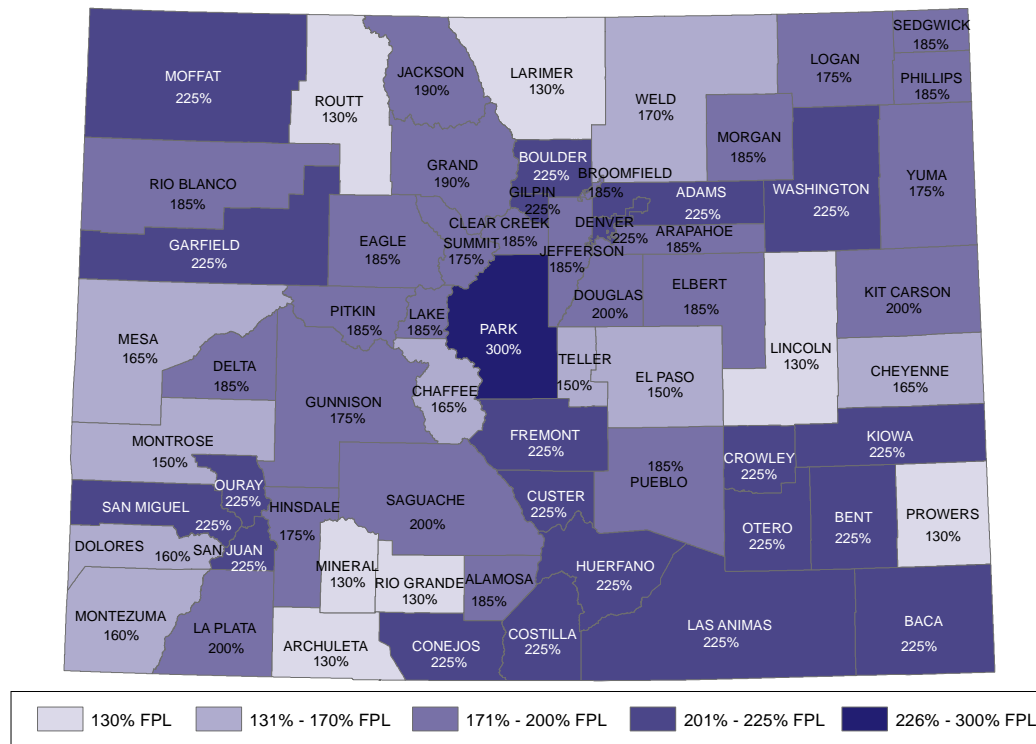 SEDGWICK
185%
LOGAN
175%
JACKSON
190%
LARIMER
130%
MOFFAT
225%
PHILLIPS
185%
ROUTT
130%
WELD
170%
MORGAN
185%
BOULDER
225%
GRAND
190%
BROOMFIELD
185%
YUMA
175%
RIO BLANCO
185%
GILPIN
225%
ADAMS
225%
WASHINGTON
225%
CLEAR CREEK
185%
DENVER
225%
ARAPAHOE
185%
GARFIELD
225%
EAGLE
185%
SUMMIT
175%
JEFFERSON
185%
DOUGLAS
200%
ELBERT
185%
KIT CARSON
200%
PITKIN
185%
LAKE
185%
PARK
300%
LINCOLN
130%
MESA
165%
DELTA
185%
TELLER
150%
EL PASO
150%
CHEYENNE
165%
CHAFFEE
165%
GUNNISON
175%
MONTROSE
150%
FREMONT
225%
KIOWA
225%
CROWLEY
225%
185%
PUEBLO
OURAY
225%
SAGUACHE
200%
CUSTER
225%
SAN MIGUEL
225%
HINSDALE
175%
OTERO
225%
BENT
225%
PROWERS
130%
DOLORES
160%
SAN JUAN
225%
MINERAL
130%
RIO GRANDE
130%
ALAMOSA
185%
HUERFANO
225%
MONTEZUMA
160%
LA PLATA
200%
ARCHULETA
130%
CONEJOS
225%
COSTILLA
225%
LAS ANIMAS
225%
BACA
225%
130% FPL
131% - 170% FPL
171% - 200% FPL
201% - 225% FPL
226% - 300% FPL